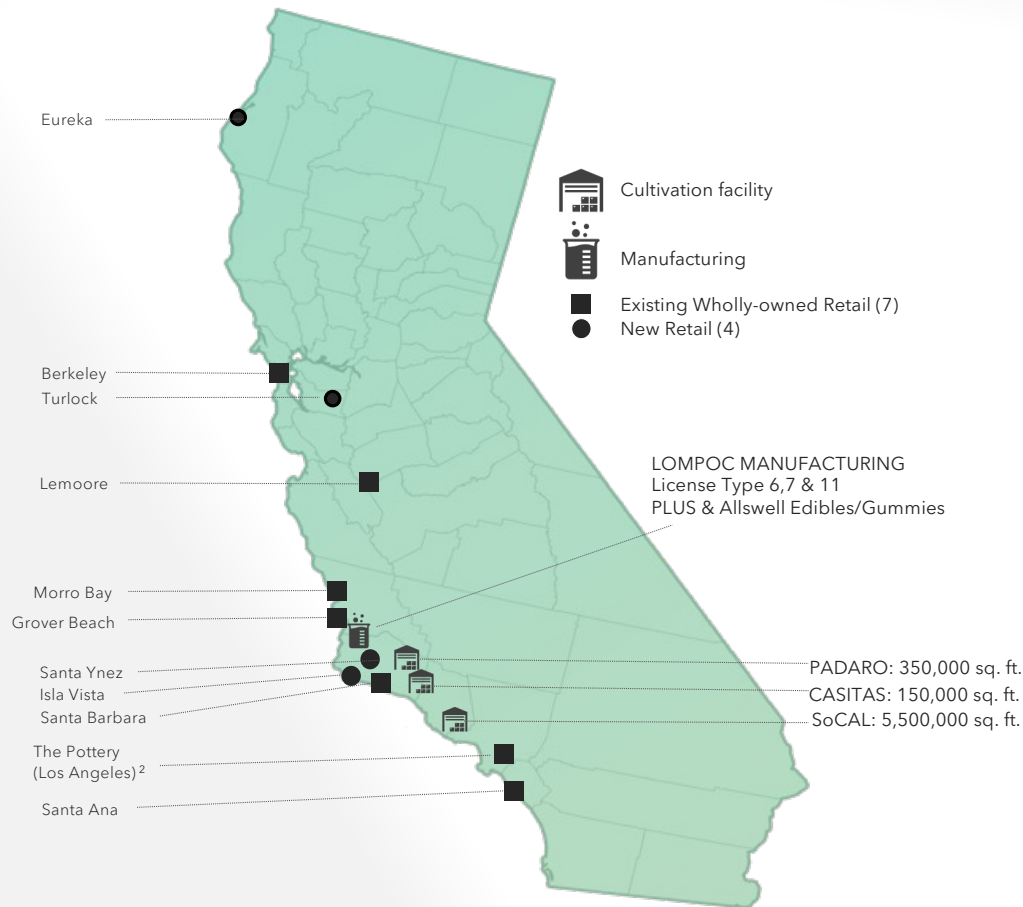 Eureka
Cultivation facility
Manufacturing
Existing Wholly-owned Retail (7)
New Retail (4)
Berkeley
Turlock
Lemoore
LOMPOC MANUFACTURING
License Type 6,7 & 11
PLUS & Allswell Edibles/Gummies
Morro Bay
Grover Beach
Santa Ynez
Isla Vista
Santa Barbara
PADARO: 350,000 sq. ft.
CASITAS: 150,000 sq. ft.
SoCAL: 5,500,000 sq. ft.
The Pottery
(Los Angeles) 2
Santa Ana